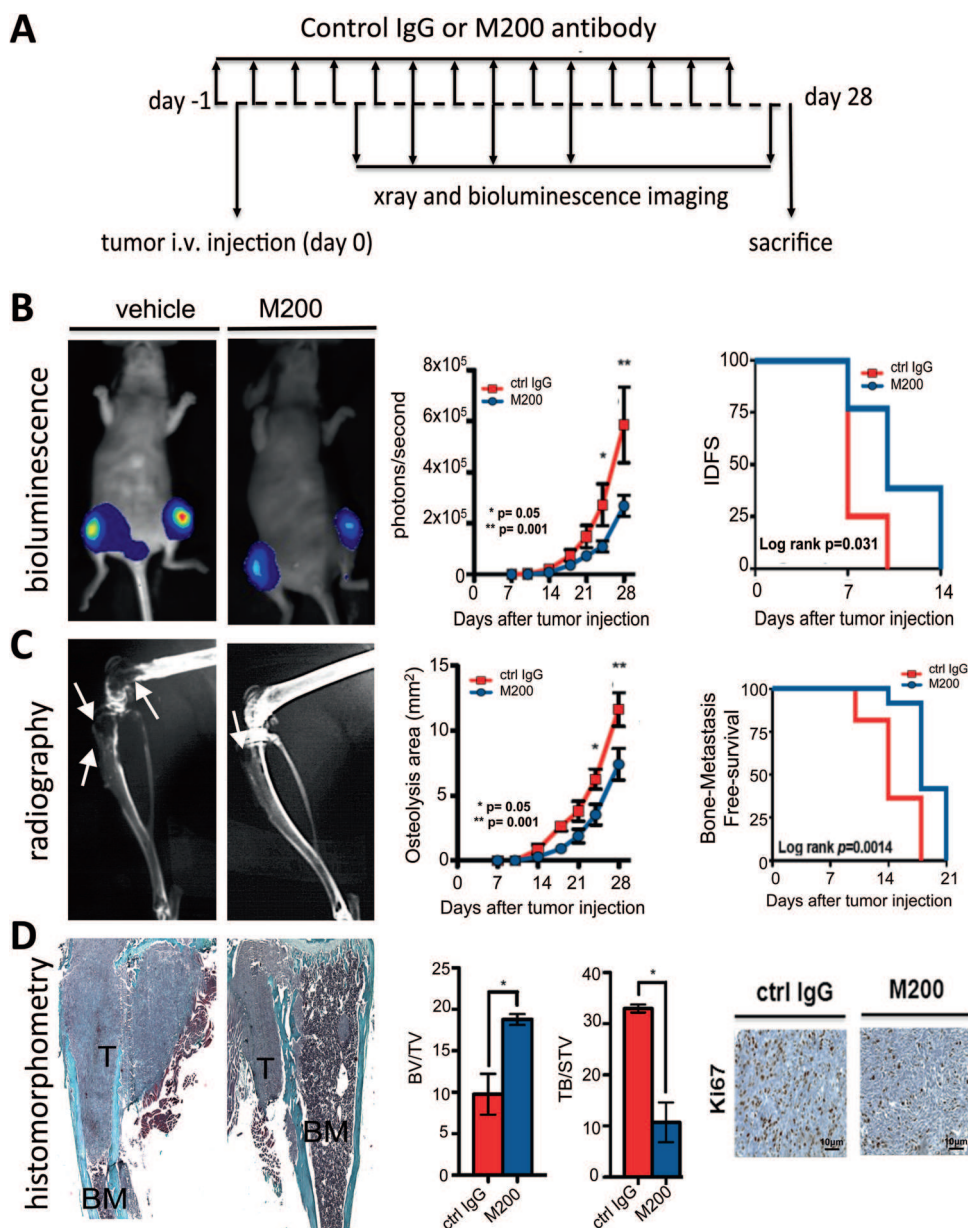 A
Control IgG or M200 antibody
day -1
day 28
xray and bioluminescence imaging
tumor i.v. injection (day 0)
sacrifice
B
vehicle
M200
bioluminescence
photons/second
8x10⁵
6x10⁵
4x10⁵
2x10⁵
0
ctrl IgG
M200
*
**
* p= 0.05
** p= 0.001
0 7 14 21 28
Days after tumor injection
IDFS
100
75
50
25
0
ctrl IgG
M200
Log rank p=0.031
0 7 14
Days after tumor injection
C
radiography
Osteolysis area (mm²)
15
10
5
0
ctrl IgG
M200
*
**
* p= 0.05
** p= 0.001
0 7 14 21 28
Days after tumor injection
Bone-Metastasis
Free-survival
100
75
50
25
0
ctrl IgG
M200
Log rank p=0.0014
0 7 14 21
Days after tumor injection
D
histomorphometry
T
BM
T
BM
BV/TV
25
20
15
10
5
0
*
ctrl IgG
M200
TB/STV
40
30
20
10
0
*
ctrl IgG
M200
ctrl IgG
M200
Ki67
10µm
10µm